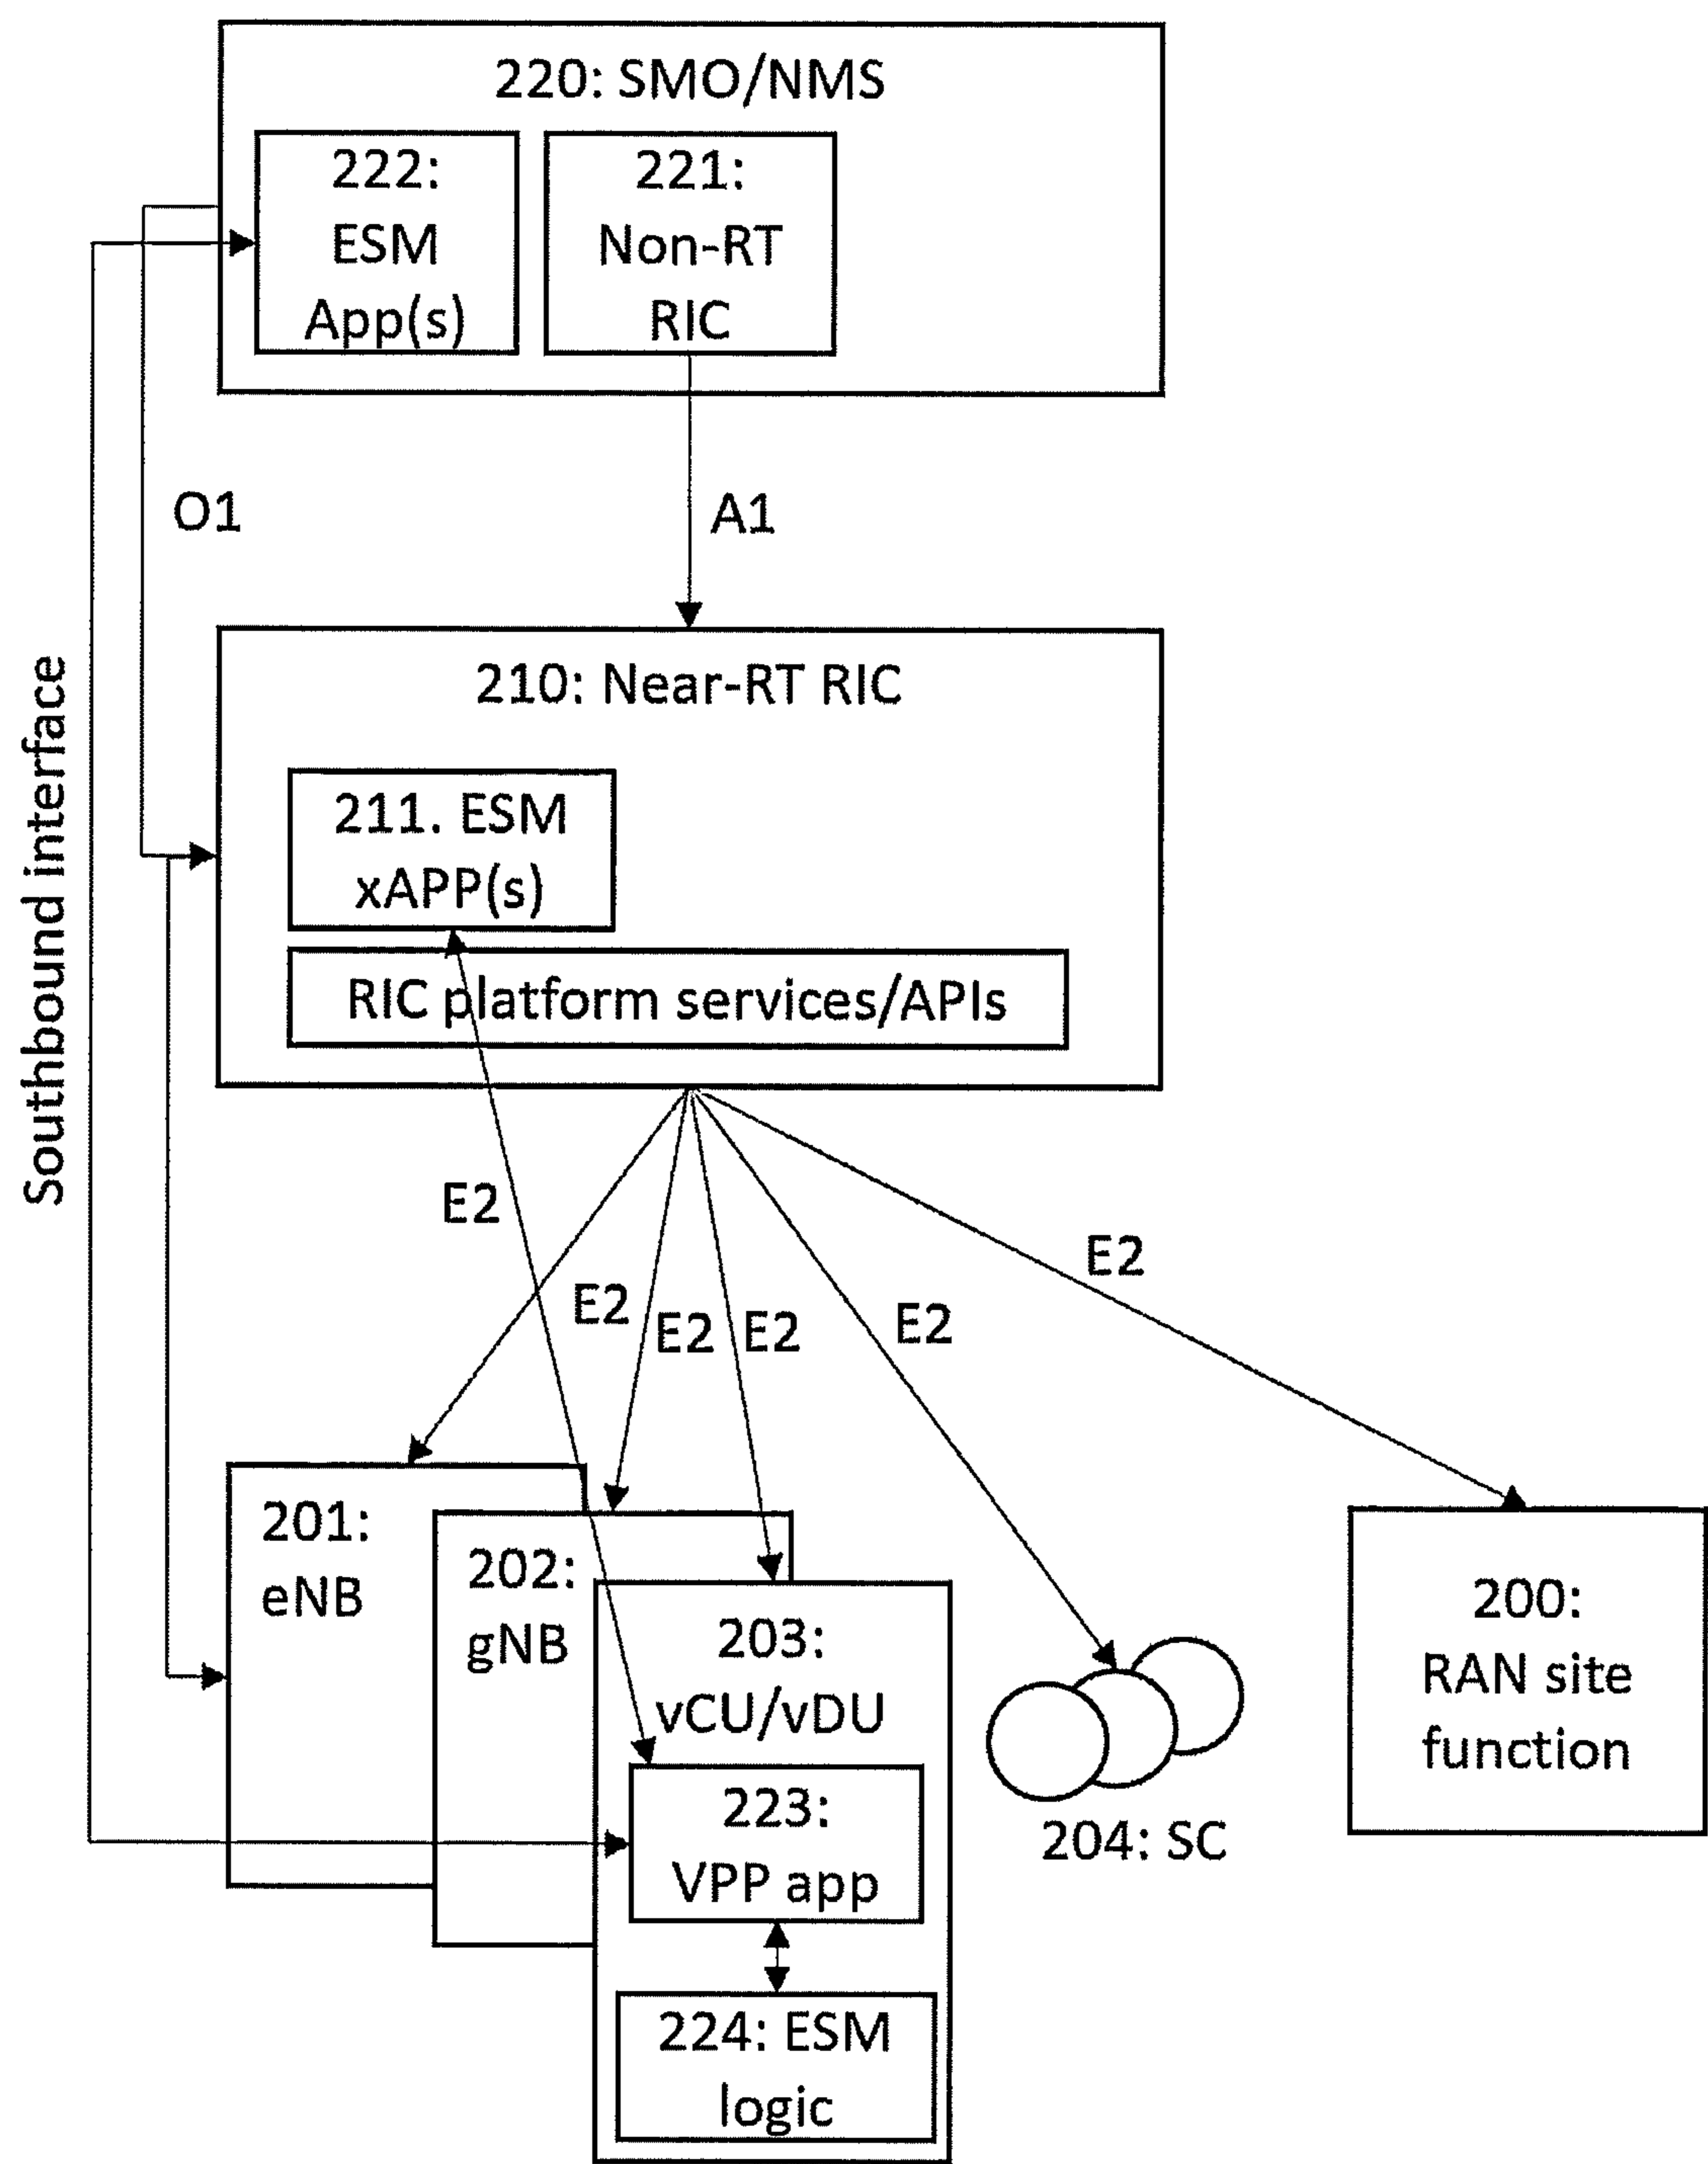 220: SMO/NMS
222:
ESM
App(s)
221:
Non-RT
RIC
O1
A1
Southbound interface
210: Near-RT RIC
211. ESM
xAPP(s)
RIC platform services/APIs
E2
E2
E2
E2
E2
E2
201:
eNB
202:
gNB
203:
vCU/vDU
223:
VPP app
224: ESM
logic
204: SC
200:
RAN site
function